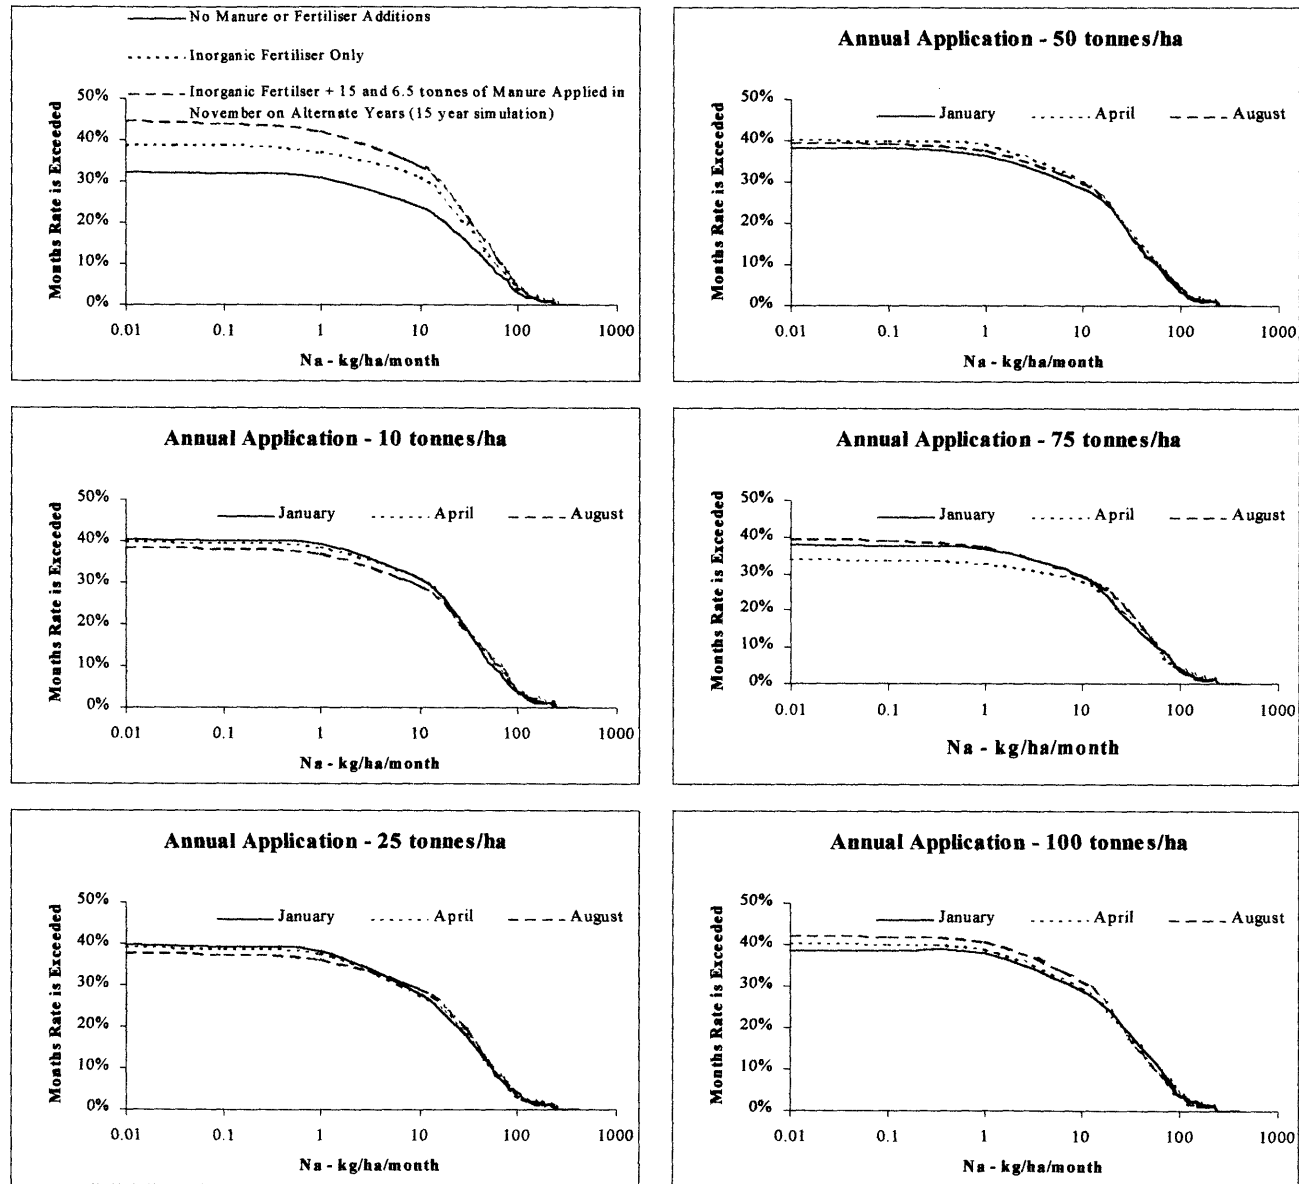 No Manure or Fertiliser Additions
Inorganic Fertiliser Only
Inorganic Fertilser + 15 and 6.5 tonnes of Manure Applied in
November on Alternate Years (15 year simulation)
Months Rate is Exceeded
50%
40%
30%
20%
10%
0%
0.01 0.1 1 10 100 1000
Na - kg/ha/month
Annual Application - 50 tonnes/ha
January April August
Months Rate is Exceeded
50%
40%
30%
20%
10%
0%
0.01 0.1 1 10 100 1000
Na - kg/ha/month
Annual Application - 10 tonnes/ha
January April August
Months Rate is Exceeded
50%
40%
30%
20%
10%
0%
0.01 0.1 1 10 100 1000
Na - kg/ha/month
Annual Application - 75 tonnes/ha
January April August
Months Rate is Exceeded
50%
40%
30%
20%
10%
0%
0.01 0.1 1 10 100 1000
Na - kg/ha/month
Annual Application - 25 tonnes/ha
January April August
Months Rate is Exceeded
50%
40%
30%
20%
10%
0%
0.01 0.1 1 10 100 1000
Na - kg/ha/month
Annual Application - 100 tonnes/ha
January April August
Months Rate is Exceeded
50%
40%
30%
20%
10%
0%
0.01 0.1 1 10 100 1000
Na - kg/ha/month